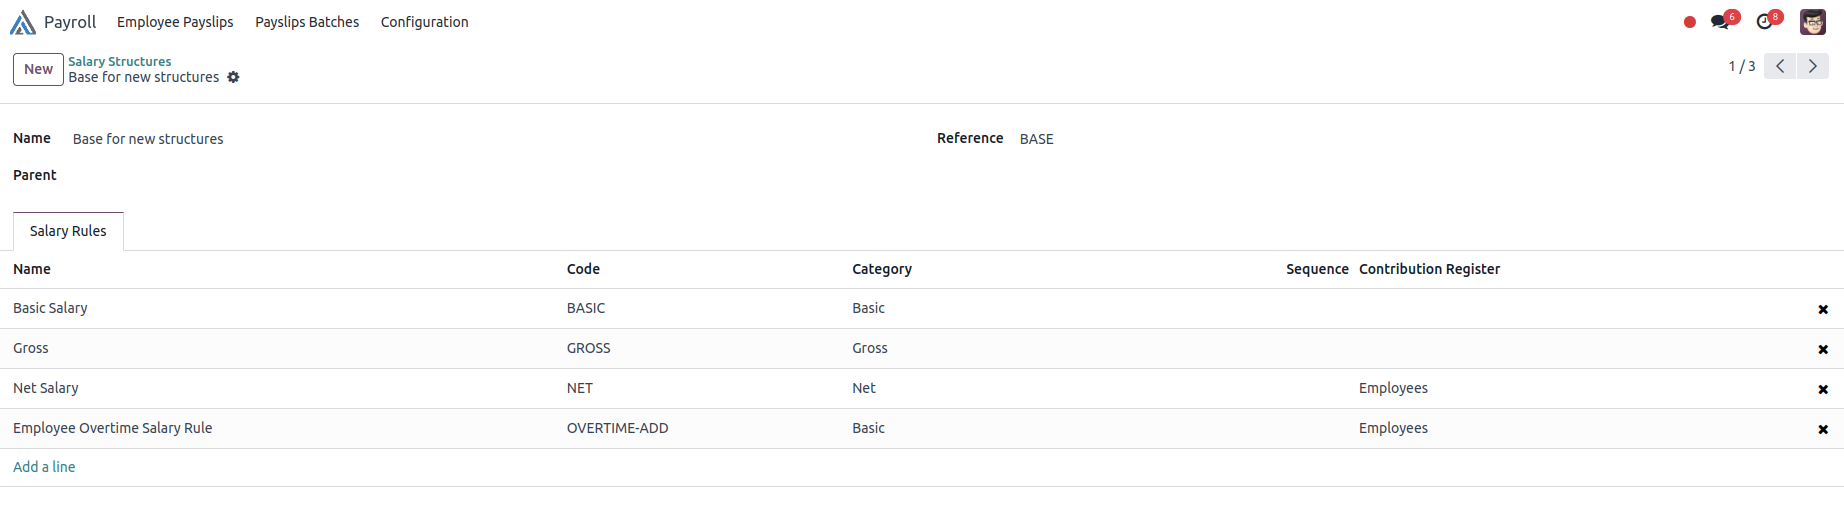 Payroll Employee Payslips Payslips Batches Configuration 6 8
New Salary Structures
Base for new structures 1 / 3
Name Base for new structures Reference BASE
Parent
Salary Rules
Name Code Category Sequence Contribution Register
Basic Salary BASIC Basic
Gross GROSS Gross
Net Salary NET Net Employees
Employee Overtime Salary Rule OVERTIME-ADD Basic Employees
Add a line